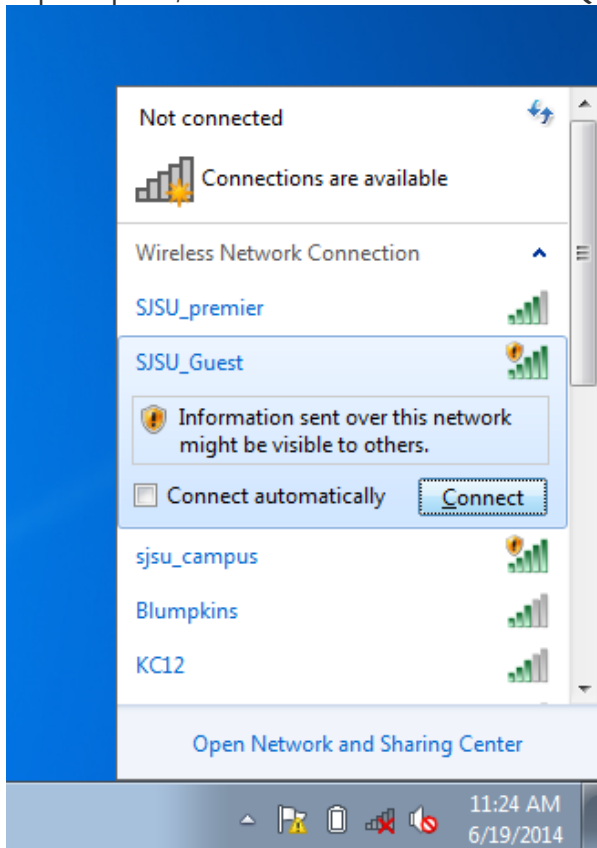 Not connected
Connections are available
Wireless Network Connection
SJSU_premier
SJSU_Guest
Information sent over this network
might be visible to others.
Connect automatically
Connect
sjsu_campus
Blumpkins
KC12
Open Network and Sharing Center
11:24 AM
6/19/2014